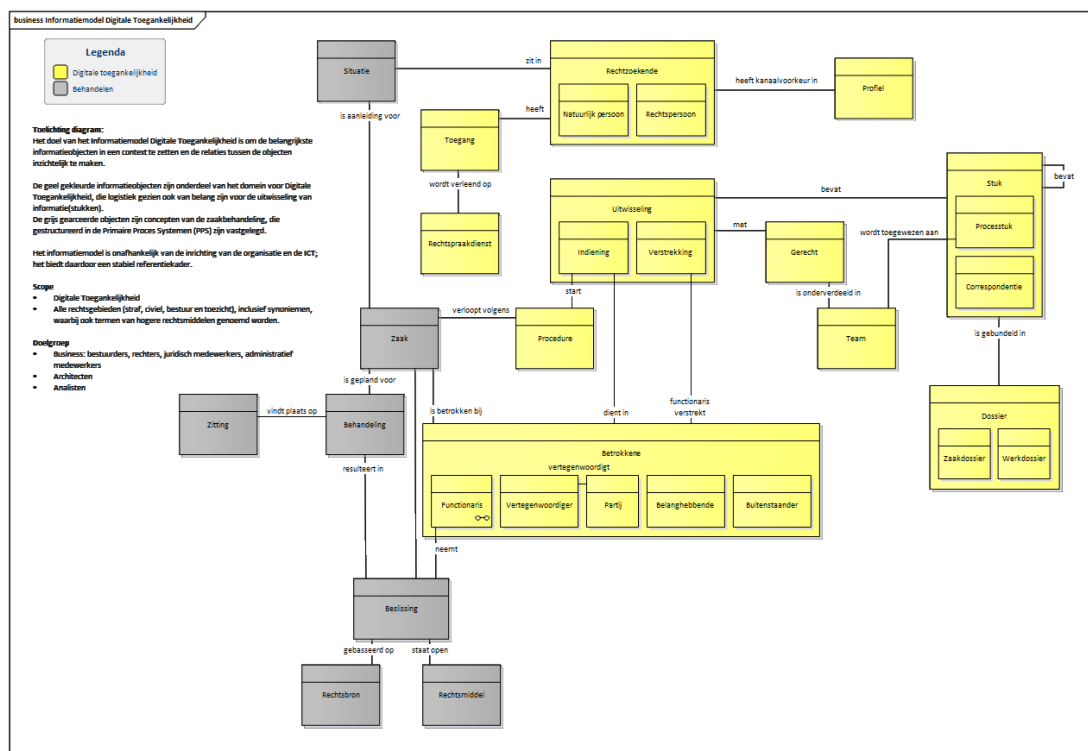 business Informatiemodel Digitale Toegankelijkheid
Legenda
Digitale toegankelijkheid
Behandelen
Toelichting diagram:
Het doel van het Informatiemodel Digitale Toegankelijkheid is om de belangrijkste
informatieobjecten in een context te zetten en de relaties tussen de objecten
inzichtelijk te maken.
De geel gekleurde informatieobjecten zijn onderdeel van het domein voor Digitale
Toegankelijkheid, die logistiek gezien ook van belang zijn voor de uitwisseling van
informatie(stukken).
De grijs gearceerde objecten zijn concepten van de zaakbehandeling, die
gestructureerd in de Primaire Proces Systemen (PPS) zijn vastgelegd.
Het informatiemodel is onafhankelijk van de inrichting van de organisatie en de ICT;
het biedt daardoor een stabiel referentiekader.
Scope
• Digitale Toegankelijkheid
• Alle rechtsgebieden (straf, civiel, bestuur en toezicht), inclusief synoniemen,
waarbij ook termen van hogere rechtsmiddelen genoemd worden.
Doelgroep
• Business: bestuurders, rechters, juridisch medewerkers, administratief
medewerkers
• Architecten
• Analisten
Situatie
zit in
Rechtzoekende
Natuurlijk persoon
Rechtspersoon
heeft kanaalvoorkeur in
Profiel
is aanleiding voor
heeft
Toegang
wordt verleend op
Rechtspraakdienst
Uitwisseling
Indiening
Verstrekking
bevat
met
Gerecht
wordt toegewezen aan
Stuk
bevat
Processtuk
Correspondentie
is onderverdeeld in
start
Zaak
verloopt volgens
Procedure
Team
is gebundeld in
Dossier
Zaakdossier
Werkdossier
is gepland voor
Zitting
vindt plaats op
Behandeling
is betrokken bij
dient in
functionaris
verstrekt
Betrokkene
vertegenwoordigt
Functionaris
Vertegenwoordiger
Partij
Belanghebbende
Buitenstaander
resulteert in
neemt
Beslissing
gebasseerd op
staat open
Rechtsbron
Rechtsmiddel